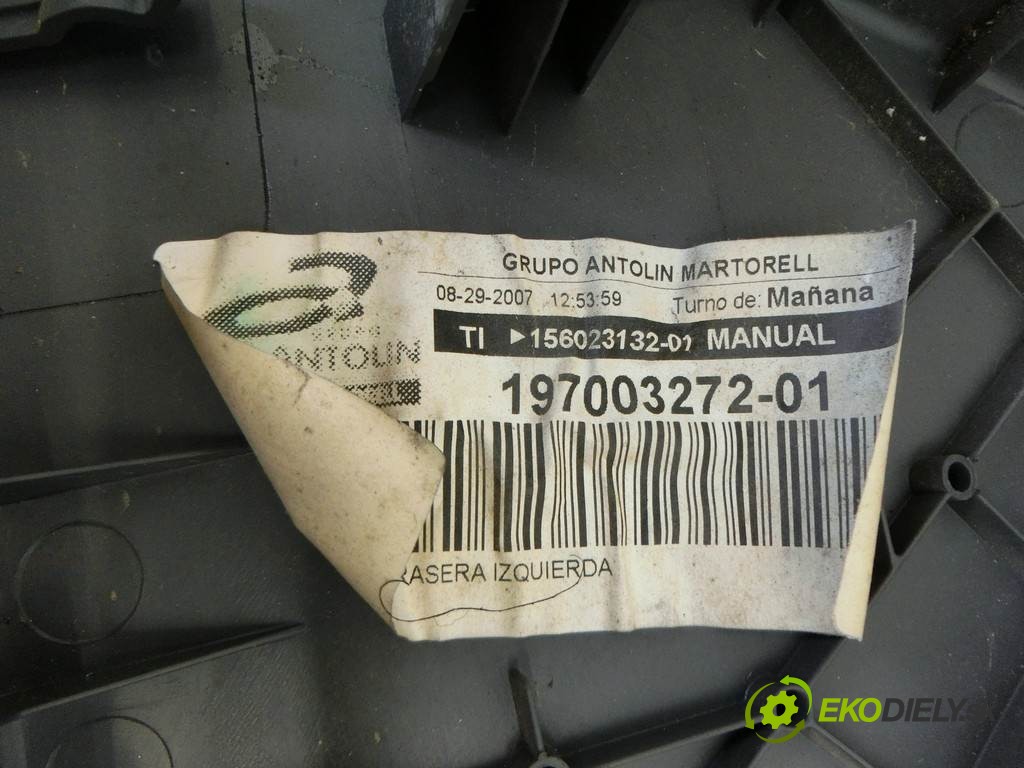 GRUPO ANTOLIN MARTORELL
08-29-2007 12:53:59 Turno de: Mañana
TI ►156023132-01 MANUAL
ANTOLIN
197003272-01
RASERA IZQUIERDA
EKODIELY